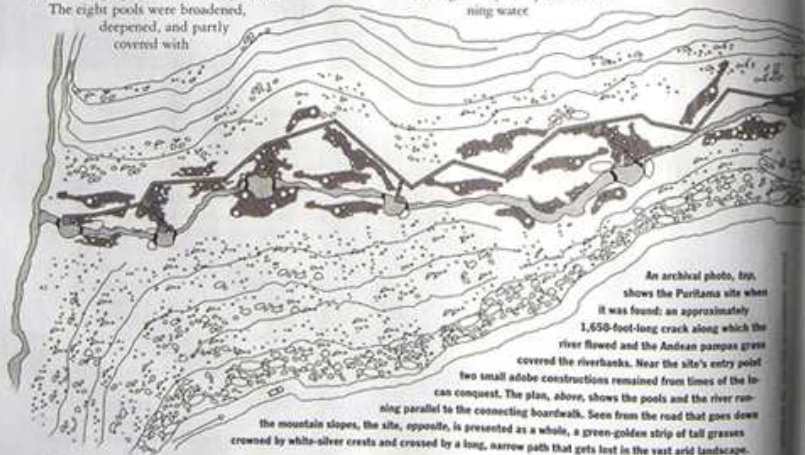 The eight pools were broadened,
deepened, and partly
covered with
ning water
An archival photo, top,
shows the Puritama site when
it was found: an approximately
1,650-foot-long crack along which the
river flowed and the Andean pampas grass
covered the riverbanks. Near the site's entry point
two small adobe constructions remained from times of the In-
can conquest. The plan, above, shows the pools and the river run-
ning parallel to the connecting boardwalk. Seen from the road that goes down
the mountain slopes, the site, opposite, is presented as a whole, a green-golden strip of tall grasses
crowned by white-silver crests and crossed by a long, narrow path that gets lost in the vast arid landscape.